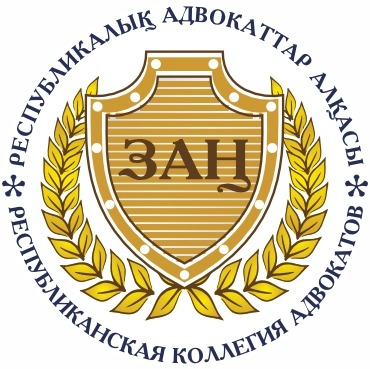 РЕСПУБЛИКАЛЫҚ АДВОКАТТАР АЛҚАСЫ
ЗАҢ
РЕСПУБЛИКАНСКАЯ КОЛЛЕГИЯ АДВОКАТОВ